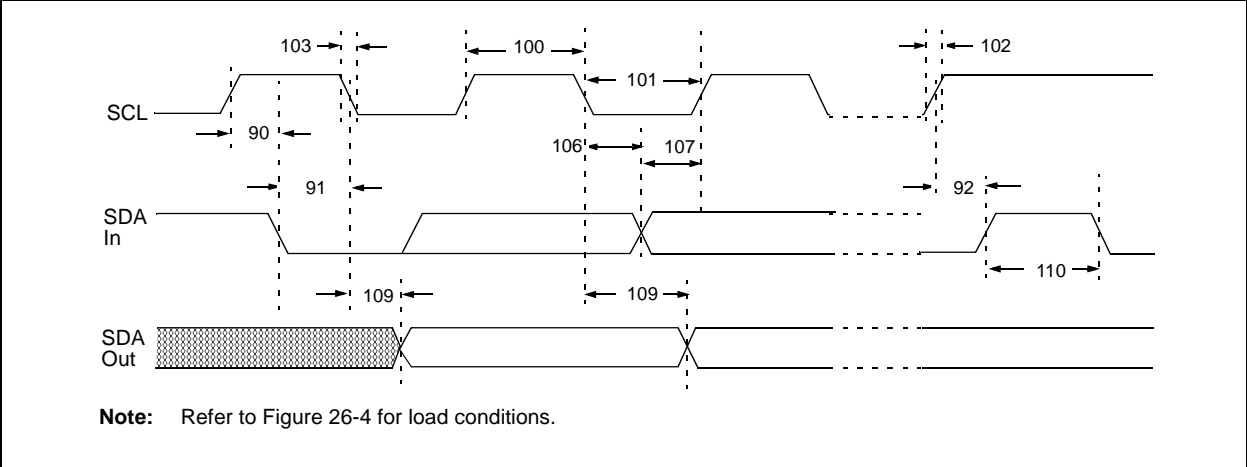 103
100
102
101
SCL
90
106
107
91
92
SDA
In
110
109
109
SDA
Out
Note: Refer to Figure 26-4 for load conditions.